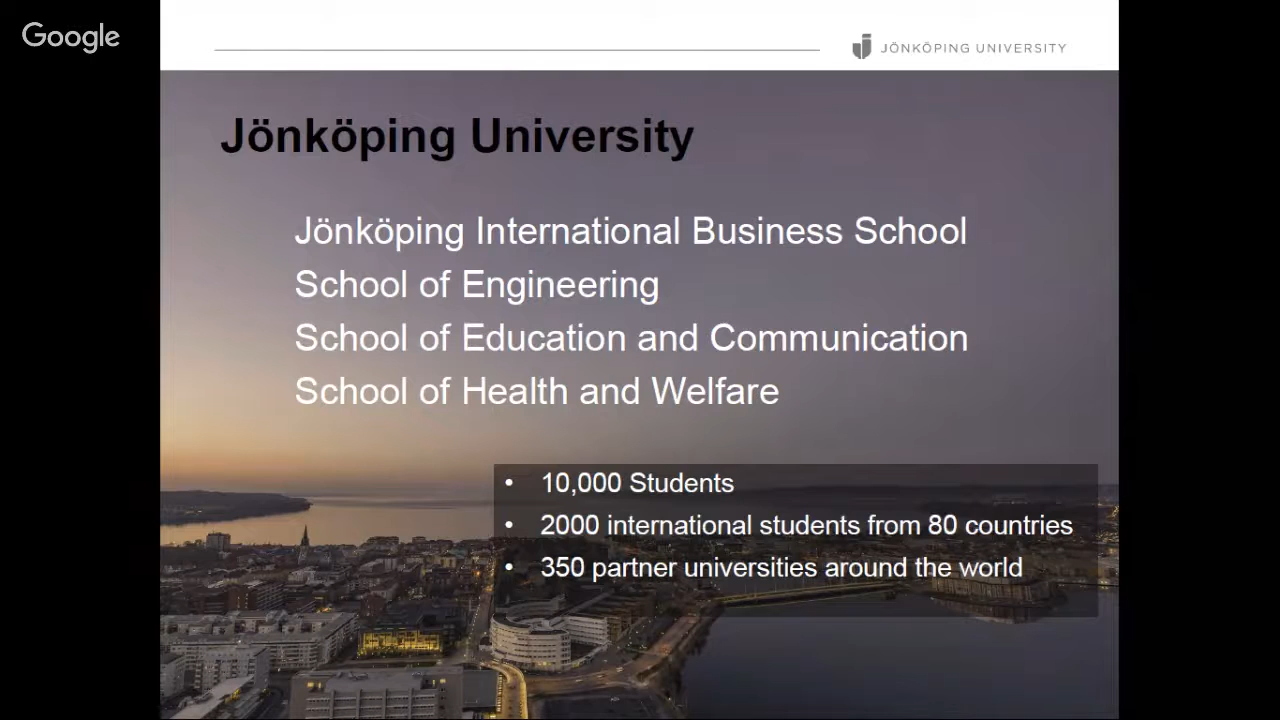 Google
JÖNKÖPING UNIVERSITY
Jönköping University
Jönköping International Business School
School of Engineering
School of Education and Communication
School of Health and Welfare
• 10,000 Students
• 2000 international students from 80 countries
• 350 partner universities around the world